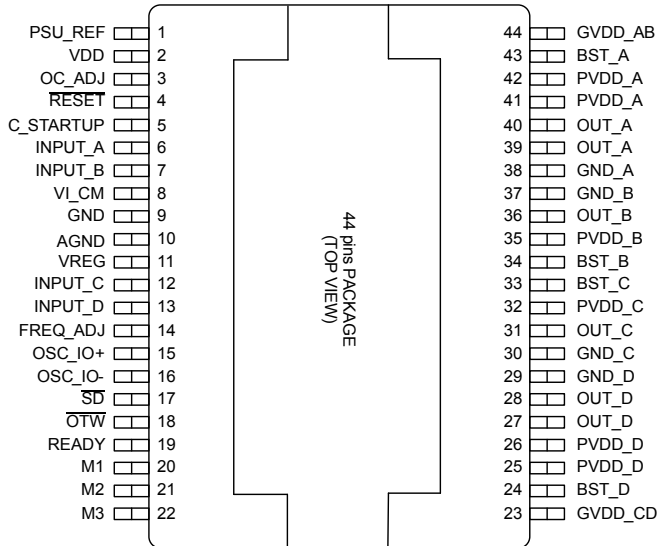 PSU_REF 1
VDD 2
OC_ADJ 3
RESET 4
C_STARTUP 5
INPUT_A 6
INPUT_B 7
VI_CM 8
GND 9
AGND 10
VREG 11
INPUT_C 12
INPUT_D 13
FREQ_ADJ 14
OSC_IO+ 15
OSC_IO- 16
SD 17
OTW 18
READY 19
M1 20
M2 21
M3 22
44 pins PACKAGE
(TOP VIEW)
44 GVDD_AB
43 BST_A
42 PVDD_A
41 PVDD_A
40 OUT_A
39 OUT_A
38 GND_A
37 GND_B
36 OUT_B
35 PVDD_B
34 BST_B
33 BST_C
32 PVDD_C
31 OUT_C
30 GND_C
29 GND_D
28 OUT_D
27 OUT_D
26 PVDD_D
25 PVDD_D
24 BST_D
23 GVDD_CD